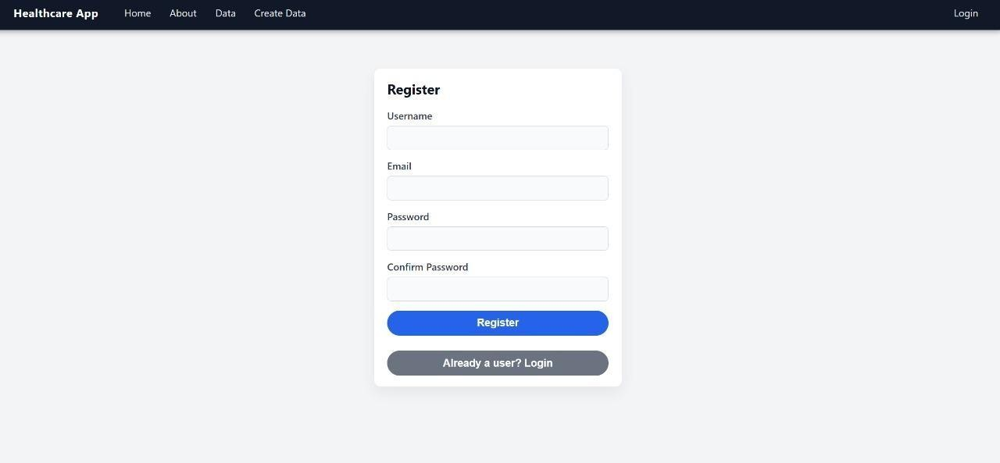 Healthcare App Home About Data Create Data Login
Register
Username
Email
Password
Confirm Password
Register
Already a user? Login